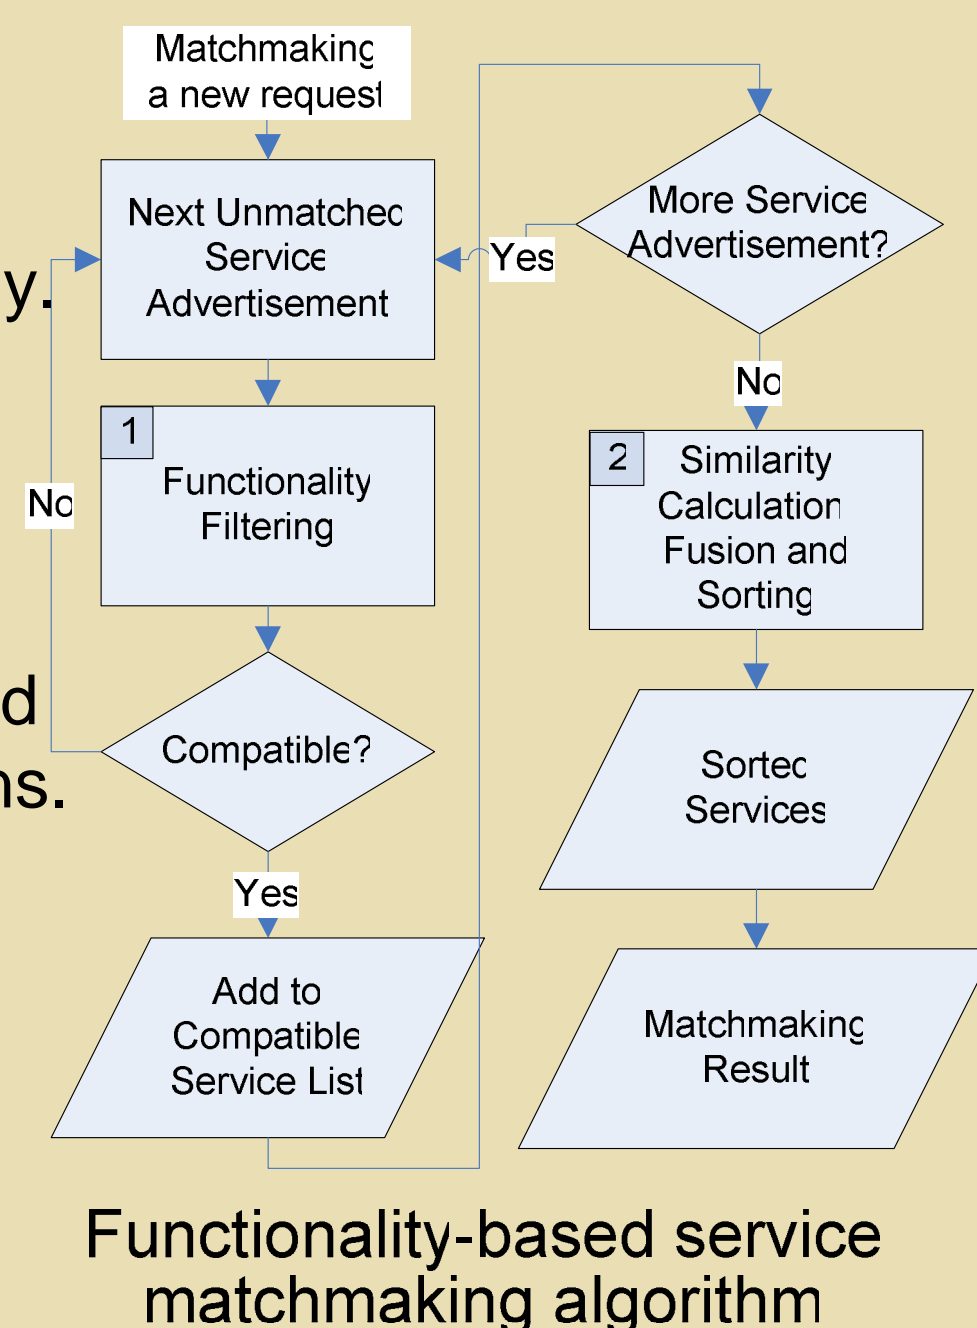 Matchmaking
a new request
Next Unmatched
Service
Advertisement
y.
1
Functionality
Filtering
No
Compatible?
d
ns.
Yes
Add to
Compatible
Service List
More Service
Advertisement?
Yes
No
2
Similarity
Calculation
Fusion and
Sorting
Sorted
Services
Matchmaking
Result
Functionality-based service
matchmaking algorithm